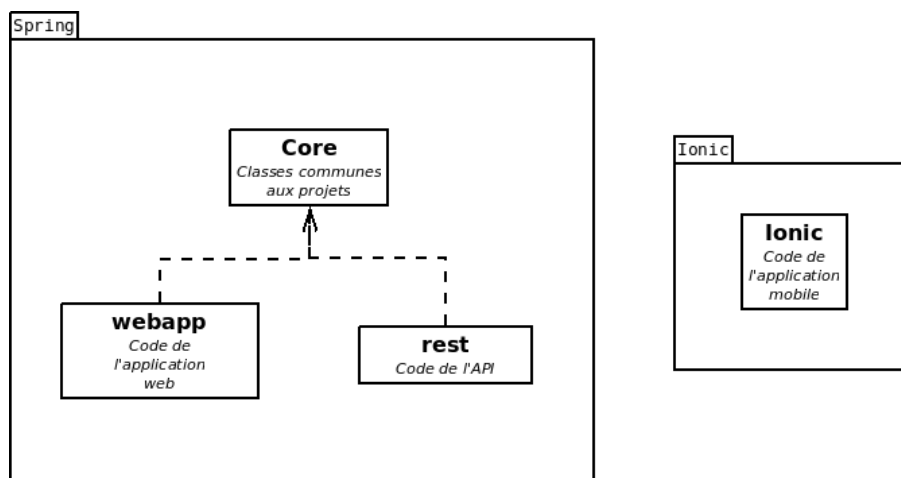 Spring
Core
Classes communes
aux projets
webapp
Code de
l'application
web
rest
Code de l'API
Ionic
Ionic
Code de
l'application
mobile